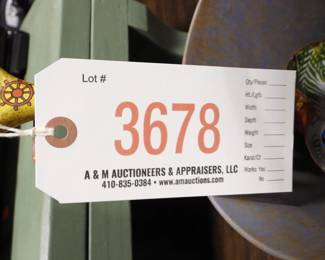 Lot #
3678
A & M AUCTIONEERS & APPRAISERS, LLC
410-835-0384 • www.amauctions.com
Qty/Pieces
Ht./Lgth.
Width
Depth
Weight
Size
Karat/Ct
Works Yes
No